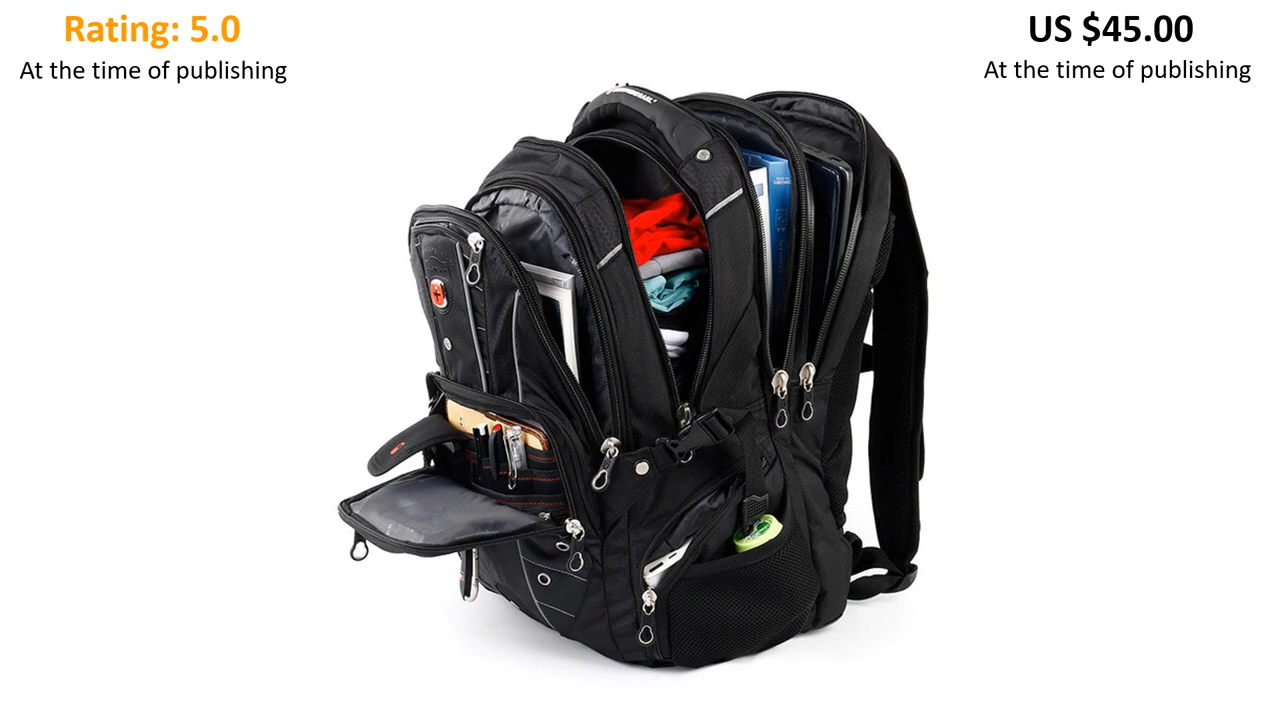 Rating: 5.0
At the time of publishing
US $45.00
At the time of publishing